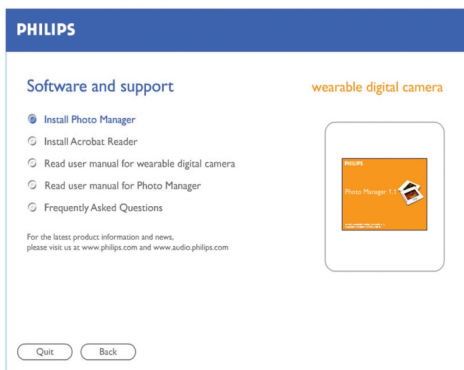 PHILIPS
Software and support
wearable digital camera
Install Photo Manager
Install Acrobat Reader
Read user manual for wearable digital camera
Read user manual for Photo Manager
Frequently Asked Questions
PHILIPS
Photo Manager 1.1
For the latest product information and news,
please visit us at www.philips.com and www.audio.philips.com
Quit
Back